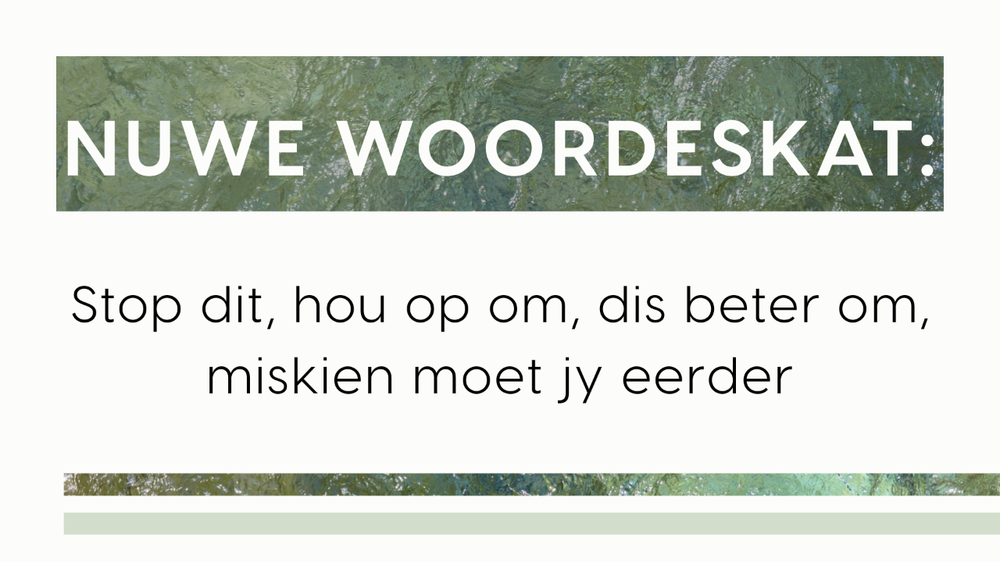 NUWE WOORDESKAT:
Stop dit, hou op om, dis beter om,
miskien moet jy eerder